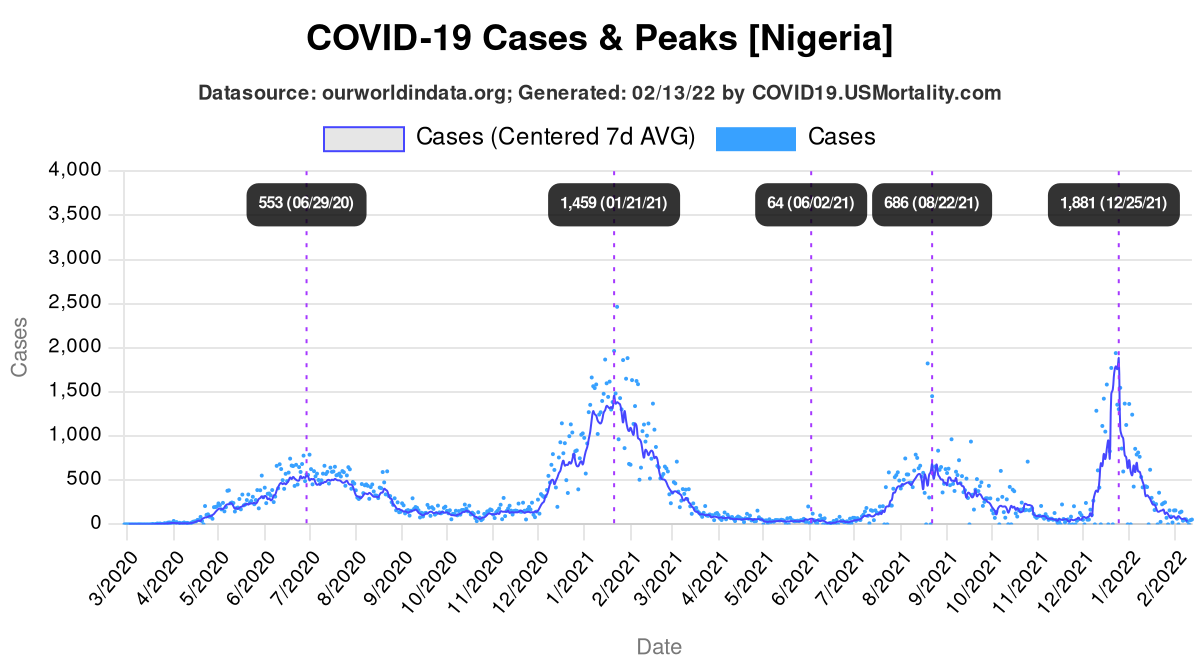 COVID-19 Cases & Peaks [Nigeria]
Datasource: ourworldindata.org; Generated: 02/13/22 by COVID19.USMortality.com
Cases (Centered 7d AVG) Cases
4,000
553 (06/29/20) 1,459 (01/21/21) 64 (06/02/21) 686 (08/22/21) 1,881 (12/25/21)
3,500
3,000
2,500
2,000
1,500
1,000
500
0
Cases
3/2020 4/2020 5/2020 6/2020 7/2020 8/2020 9/2020 10/2020 11/2020 12/2020 1/2021 2/2021 3/2021 4/2021 5/2021 6/2021 7/2021 8/2021 9/2021 10/2021 11/2021 12/2021 1/2022 2/2022
Date